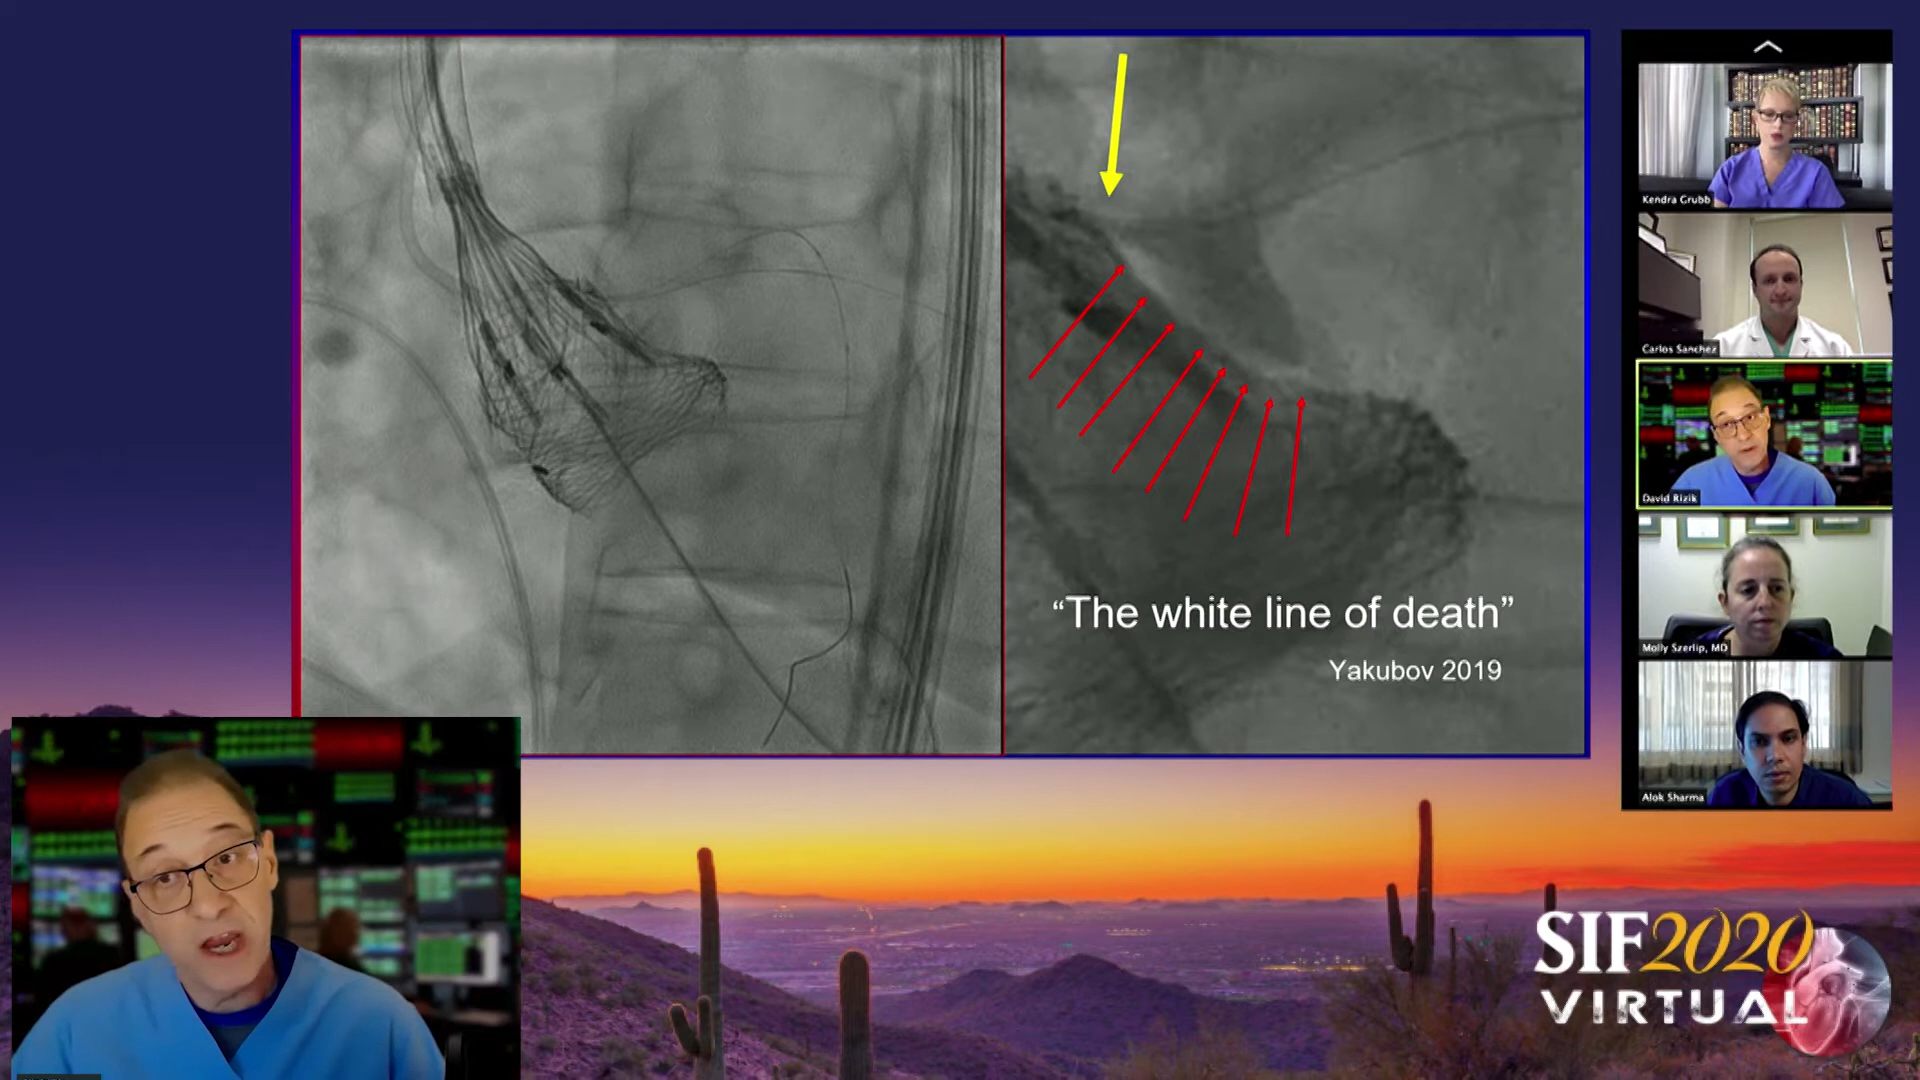 “The white line of death”
Yakubov 2019
Kendra Grubb
Carlos Sanchez
David Rizik
Molly Szerlip, MD
Alok Sharma
SIF2020
VIRTUAL